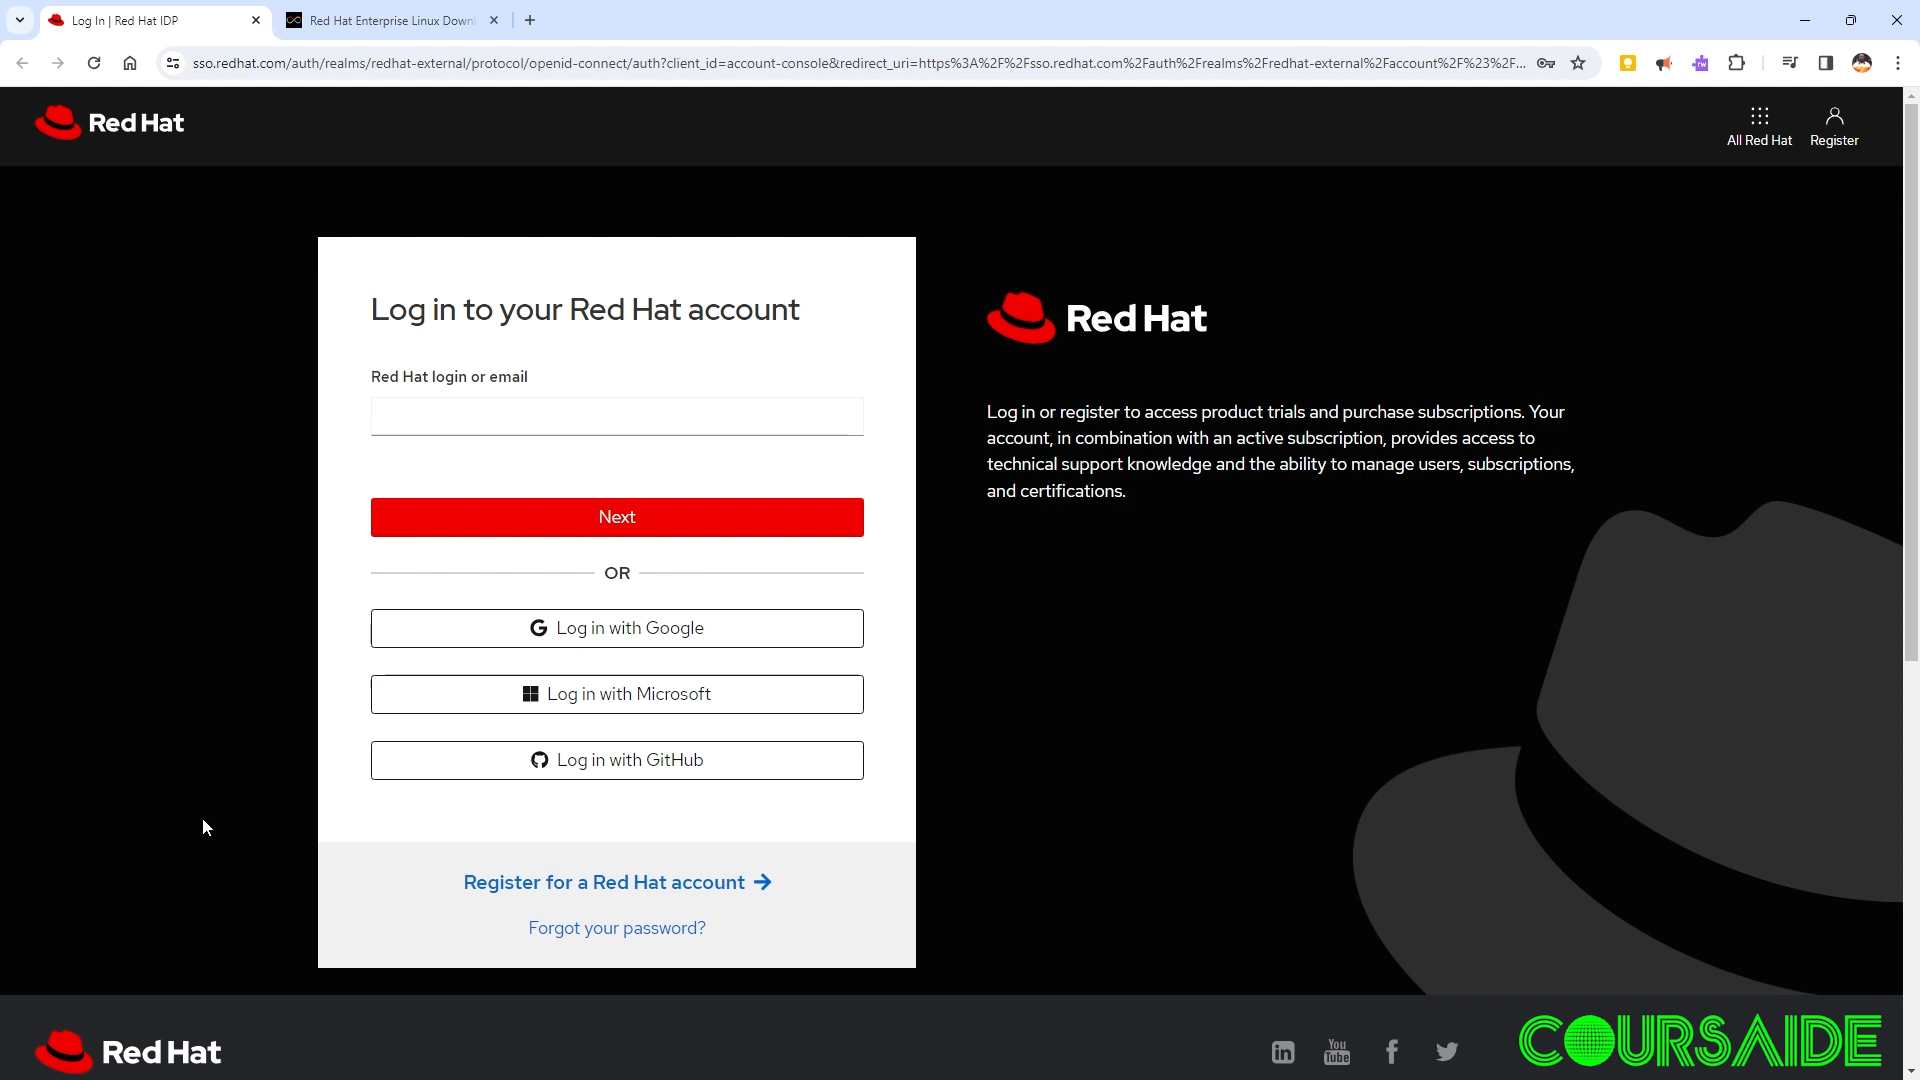 Log In | Red Hat IDP
Red Hat Enterprise Linux Down
sso.redhat.com/auth/realms/redhat-external/protocol/openid-connect/auth?client_id=account-console&redirect_uri=https%3A%2F%2Fsso.redhat.com%2Fauth%2Frealms%2Fredhat-external%2Faccount%2F%23%2F...
Red Hat
All Red Hat
Register
Log in to your Red Hat account
Red Hat login or email
Next
OR
Log in with Google
Log in with Microsoft
Log in with GitHub
Register for a Red Hat account
Forgot your password?
Red Hat
Log in or register to access product trials and purchase subscriptions. Your
account, in combination with an active subscription, provides access to
technical support knowledge and the ability to manage users, subscriptions,
and certifications.
Red Hat
in
You Tube
f
COURSAIDE